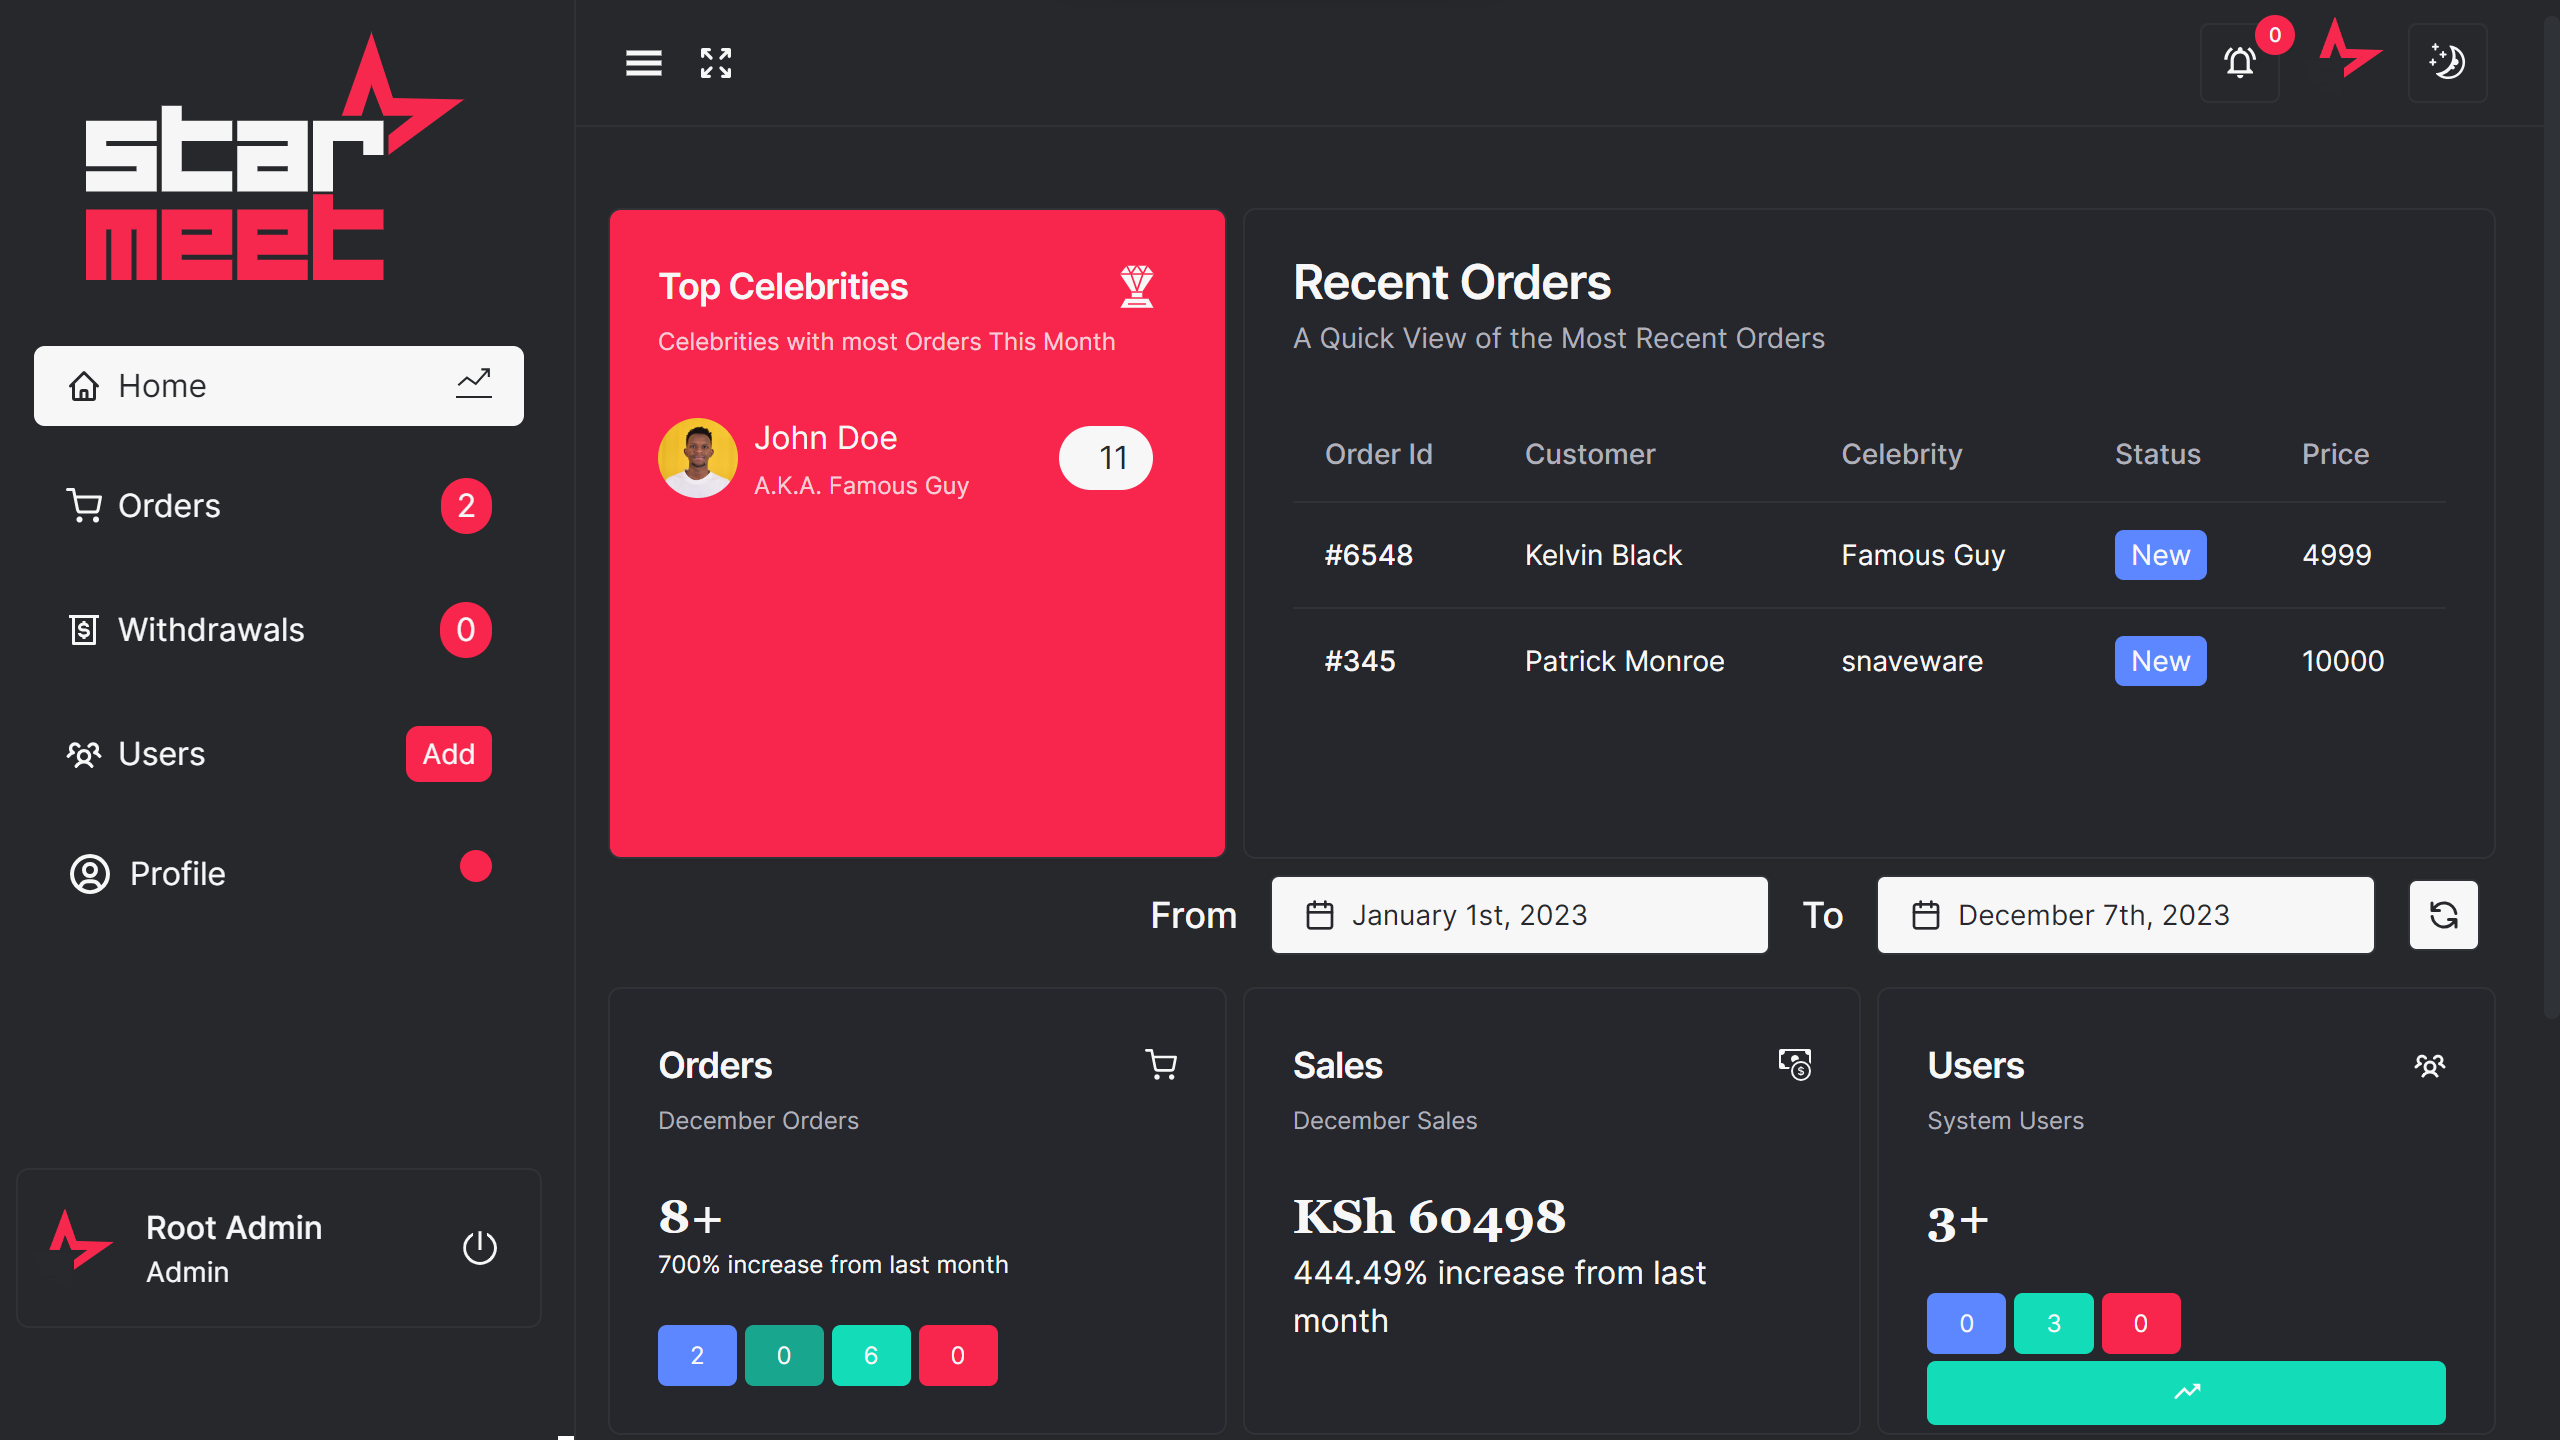 star
meet
Home
Orders 2
Withdrawals 0
Users Add
Profile
Root Admin
Admin
0
Top Celebrities
Celebrities with most Orders This Month
John Doe
A.K.A. Famous Guy
11
Recent Orders
A Quick View of the Most Recent Orders
Order Id Customer Celebrity Status Price
#6548 Kelvin Black Famous Guy New 4999
#345 Patrick Monroe snaveware New 10000
From January 1st, 2023 To December 7th, 2023
Orders
December Orders
8+
700% increase from last month
2 0 6 0
Sales
December Sales
KSh 60498
444.49% increase from last
month
Users
System Users
3+
0 3 0